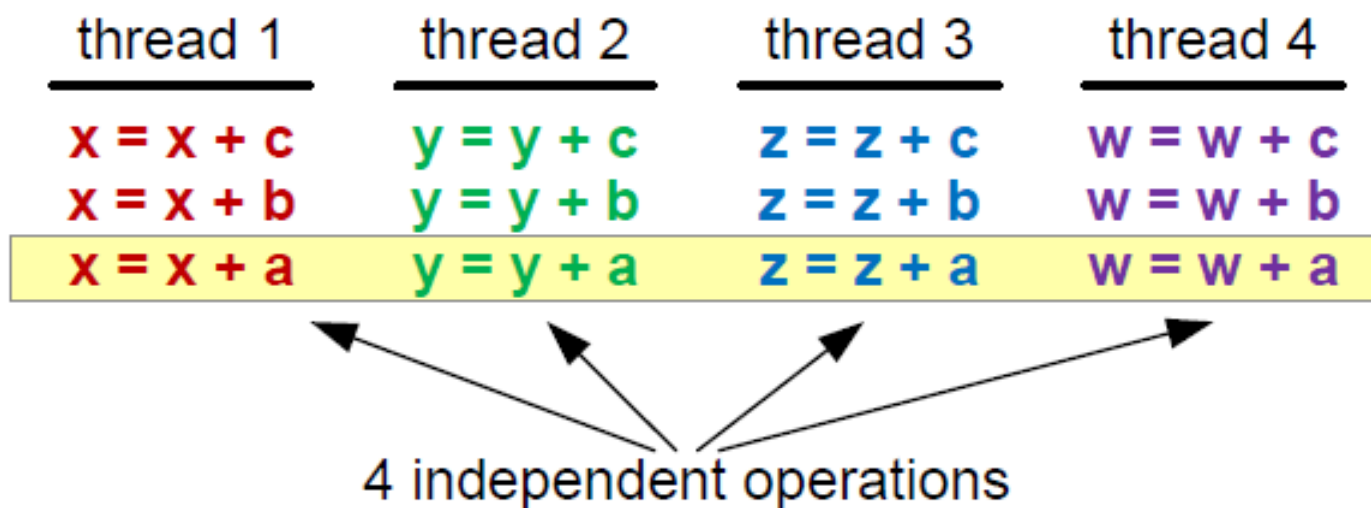 thread 1 thread 2 thread 3 thread 4
x = x + c y = y + c z = z + c w = w + c
x = x + b y = y + b z = z + b w = w + b
x = x + a y = y + a z = z + a w = w + a
4 independent operations